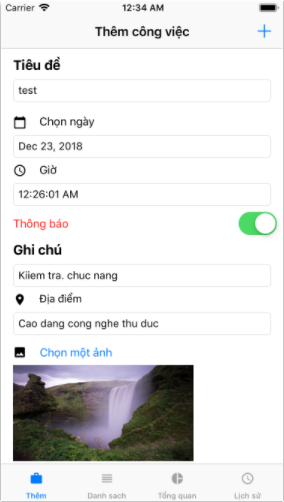 Carrier 12:34 AM
Thêm công việc
Tiêu đề
test
Chọn ngày
Dec 23, 2018
Giờ
12:26:01 AM
Thông báo
Ghi chú
Kiiem tra. chuc nang
Địa điểm
Cao dang cong nghe thu duc
Chọn một ảnh
Thêm Danh sach Tổng quan Lịch sử